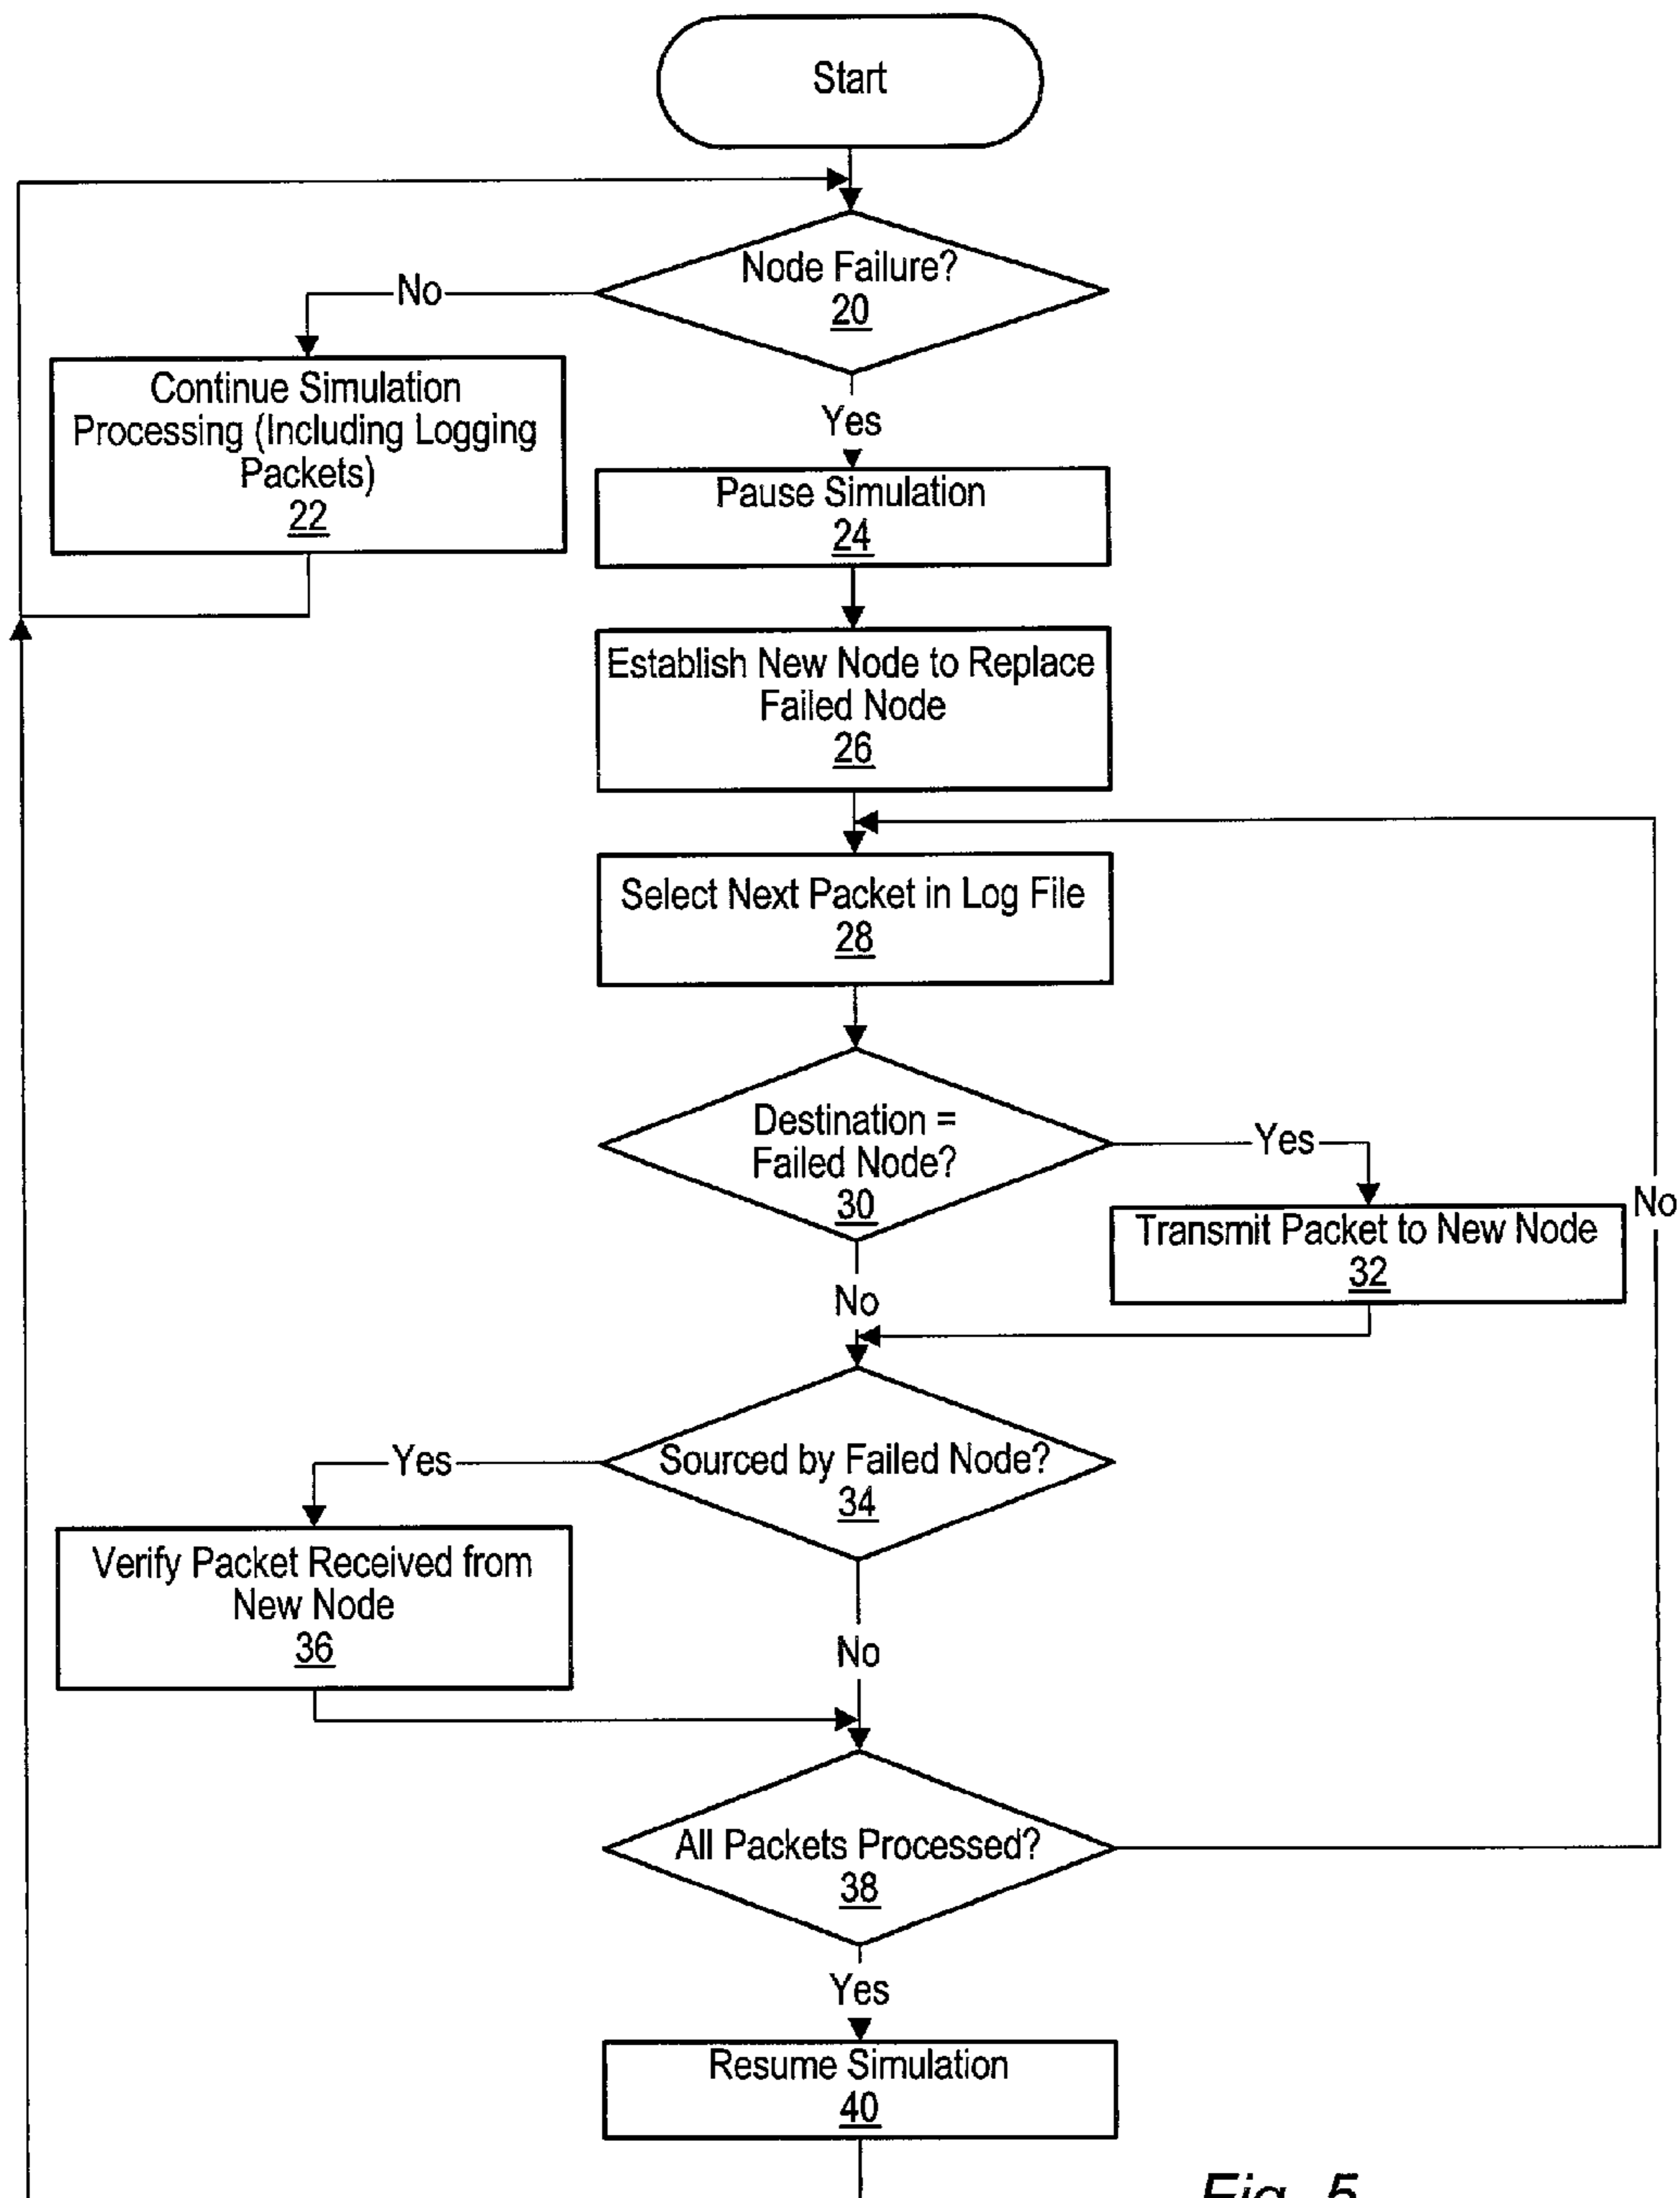 Start
Node Failure?
20
No
Continue Simulation
Processing (Including Logging
Packets)
22
Yes
Pause Simulation
24
Establish New Node to Replace
Failed Node
26
Select Next Packet in Log File
28
Destination =
Failed Node?
30
Yes
No
Transmit Packet to New Node
32
No
Sourced by Failed Node?
34
Yes
Verify Packet Received from
New Node
36
No
All Packets Processed?
38
Yes
Resume Simulation
40
Fig. 5